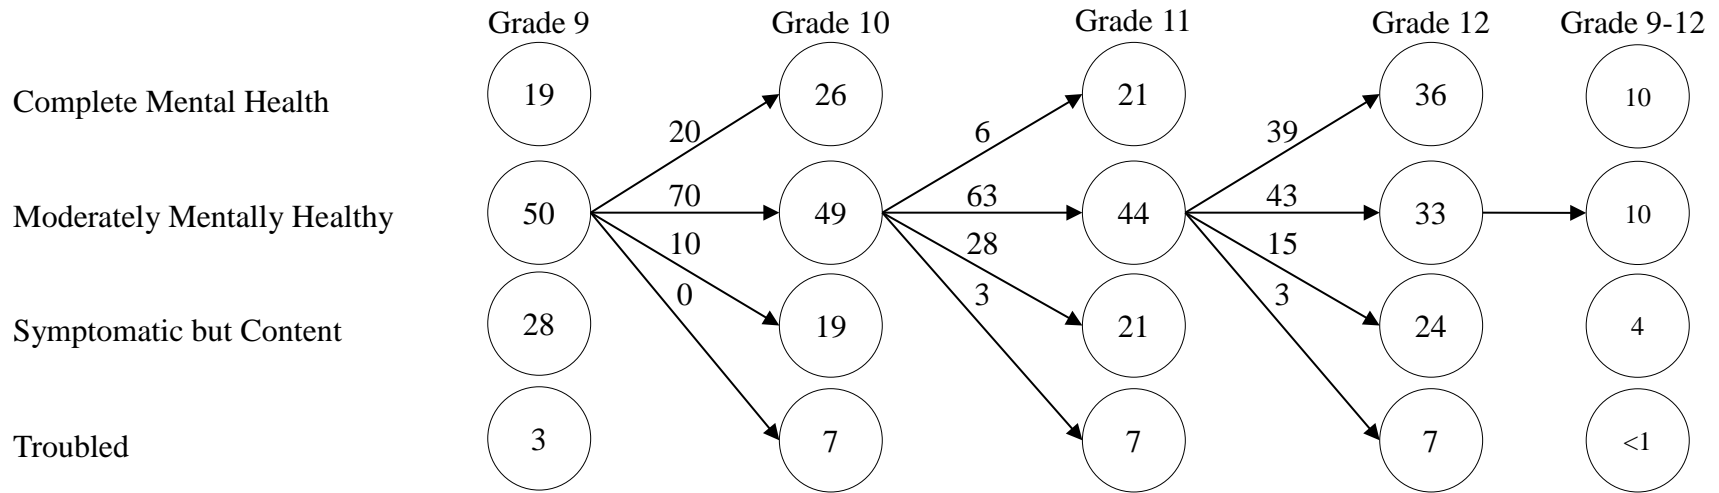 Grade 9 Grade 10 Grade 11 Grade 12 Grade 9-12
Complete Mental Health 19 26 21 36 10
20 6 39
Moderately Mentally Healthy 50 70 49 63 44 43 33 10
10 28 15
0 3 3
Symptomatic but Content 28 19 21 24 4
Troubled 3 7 7 7 <1